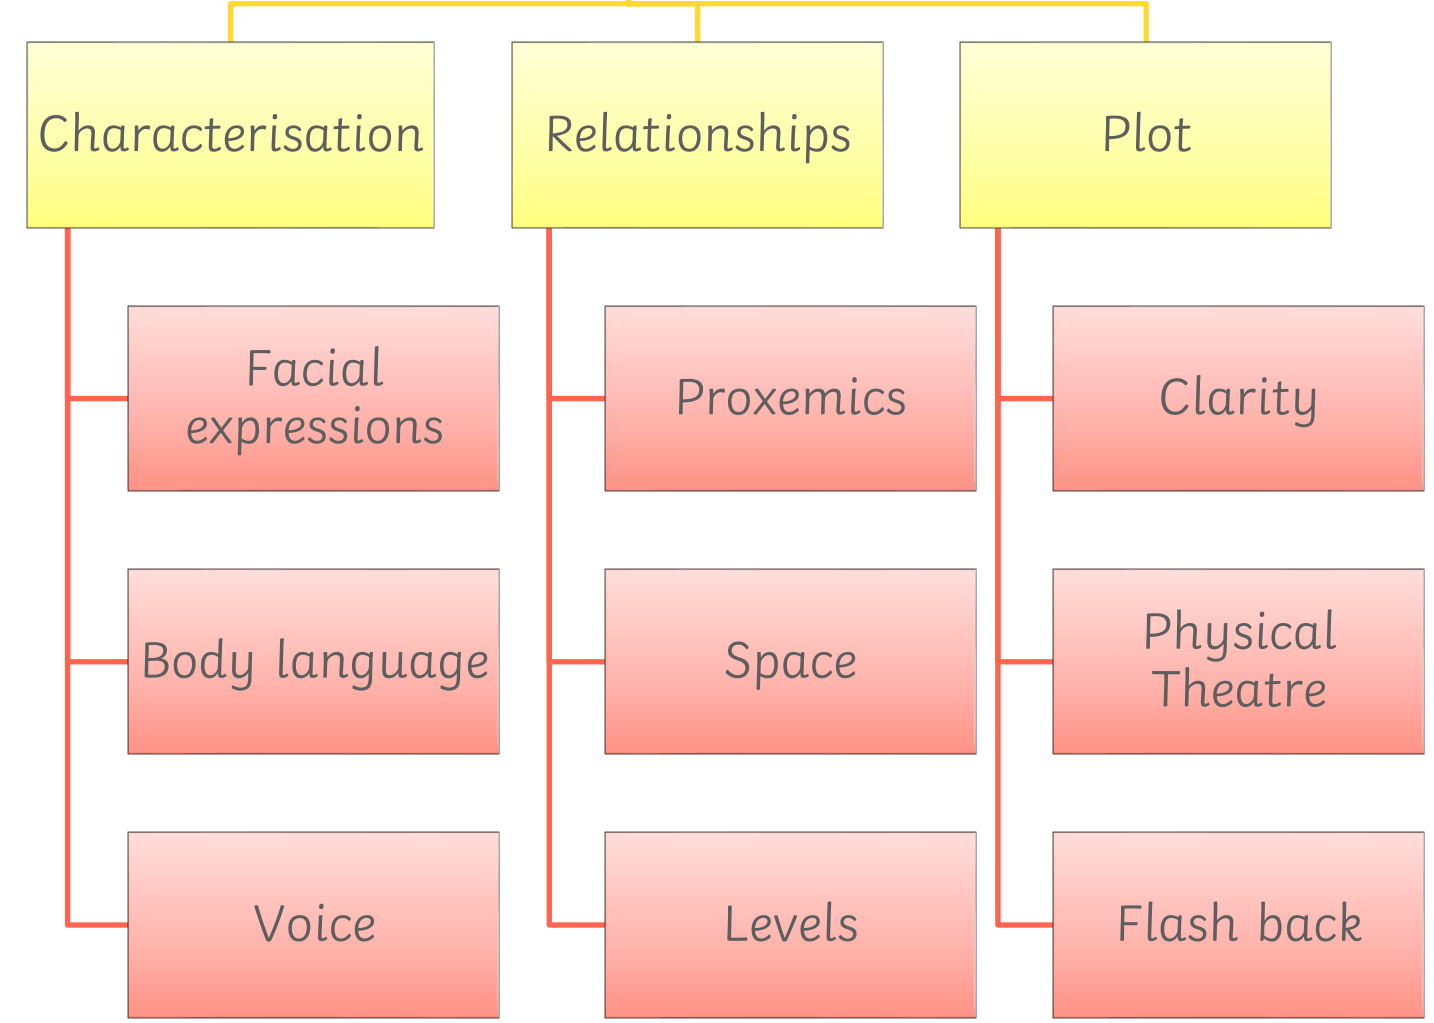 Characterisation
Relationships
Plot
Facial
expressions
Proxemics
Clarity
Body language
Space
Physical
Theatre
Voice
Levels
Flash back